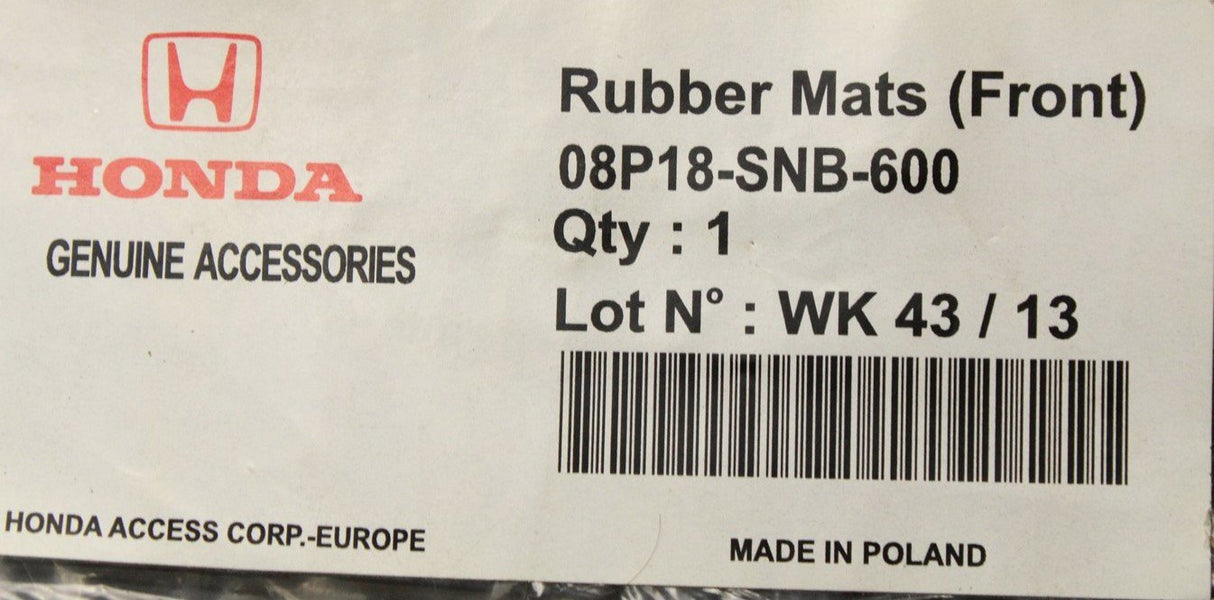 HONDA
GENUINE ACCESSORIES
HONDA ACCESS CORP.-EUROPE
Rubber Mats (Front)
08P18-SNB-600
Qty : 1
Lot N° : WK 43 / 13
MADE IN POLAND